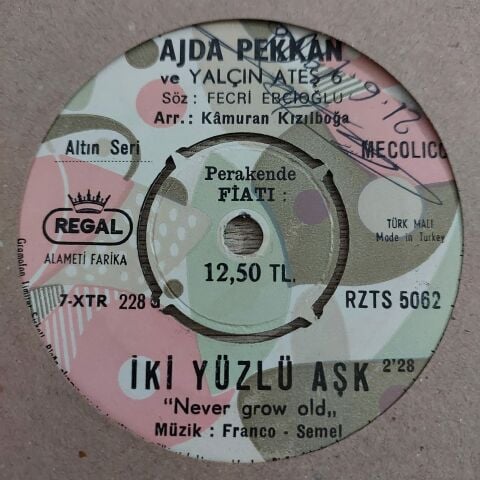 AJDA PEKKAN
ve YALÇIN ATEŞ 6
Söz : FECRİ EBCİOĞLU
Arr.: Kâmuran Kızılboğa
Altın Seri
MECOLICO
Perakende
FİATI :
12,50 TL.
REGAL
ALAMETİ FARİKA
TÜRK MALI
Made in Turkey
7-XTR 228
RZTS 5062
İKİ YÜZLÜ AŞK 2'28
"Never grow old„
Müzik : Franco - Semel